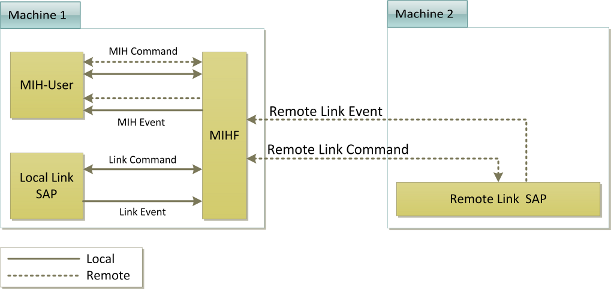 Machine 1
Machine 2
MIH Command
MIH-User
MIH Event
MIHF
Remote Link Event
Remote Link Command
Link Command
Local Link
SAP
Link Event
Remote Link SAP
Local
Remote